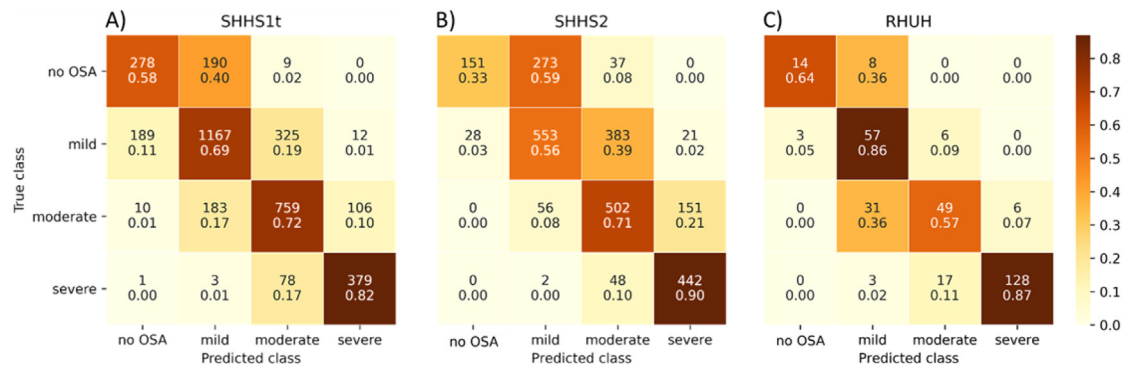 A) SHHS1t B) SHHS2 C) RHUH
True class
no OSA 278 190 9 0 151 273 37 0 14 8 0 0
0.58 0.40 0.02 0.00 0.33 0.59 0.08 0.00 0.64 0.36 0.00 0.00
mild 189 1167 325 12 28 553 383 21 3 57 6 0
0.11 0.69 0.19 0.01 0.03 0.56 0.39 0.02 0.05 0.86 0.09 0.00
moderate 10 183 759 106 0 56 502 151 0 31 49 6
0.01 0.17 0.72 0.10 0.00 0.08 0.71 0.21 0.00 0.36 0.57 0.07
severe 1 3 78 379 0 2 48 442 0 3 17 128
0.00 0.01 0.17 0.82 0.00 0.00 0.10 0.90 0.00 0.02 0.11 0.87
no OSA mild moderate severe no OSA mild moderate severe no OSA mild moderate severe
Predicted class Predicted class Predicted class
0.8
0.7
0.6
0.5
0.4
0.3
0.2
0.1
0.0